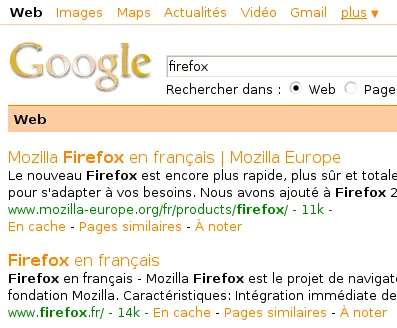 Web Images Maps Actualités Vidéo Gmail plus ▼
Google
firefox
Rechercher dans : Web Page
Web
Mozilla Firefox en français | Mozilla Europe
Le nouveau Firefox est encore plus rapide, plus sûr et totale
pour s'adapter à vos besoins. Nous avons ajouté à Firefox 2
www.mozilla-europe.org/fr/products/firefox/ - 11k -
En cache - Pages similaires - À noter
Firefox en français
Firefox en français - Mozilla Firefox est le projet de navigat
fondation Mozilla. Caractéristiques: Intégration immédiate de
www.firefox.fr/ - 14k - En cache - Pages similaires - À noter